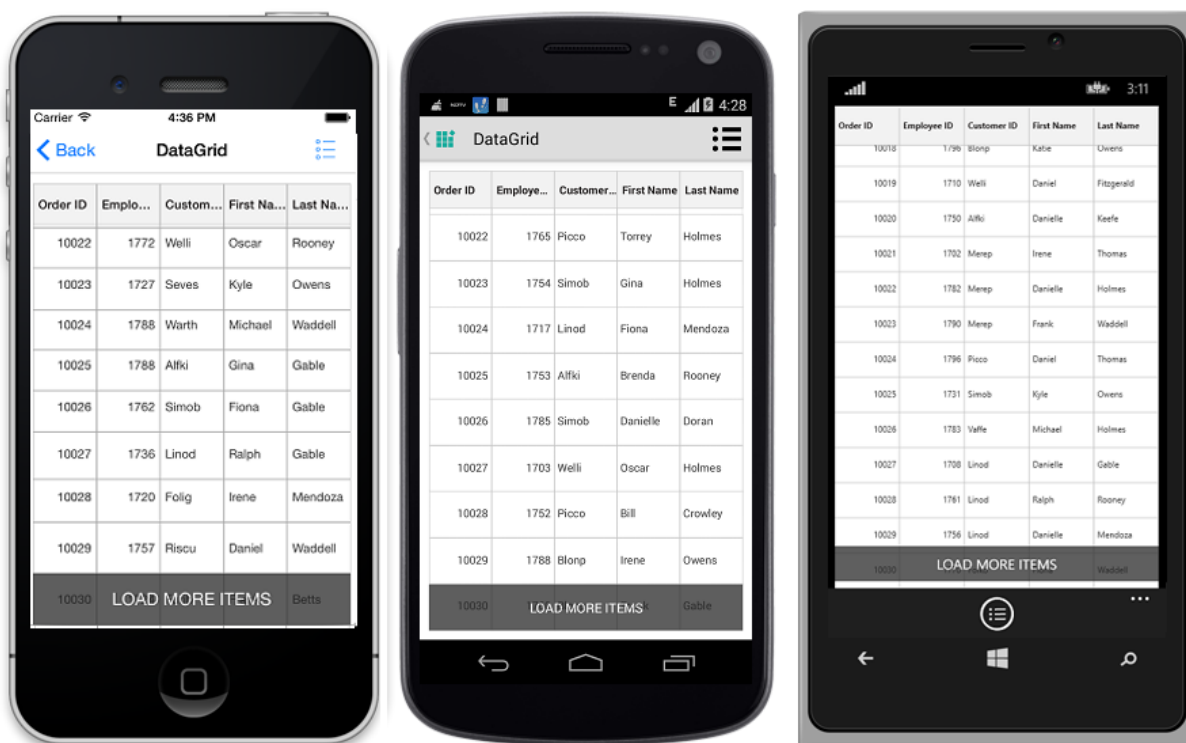 Carrier 4:36 PM
Back DataGrid
Order ID Emplo... Custom... First Na... Last Na...
10022 1772 Welli Oscar Rooney
10023 1727 Seves Kyle Owens
10024 1788 Warth Michael Waddell
10025 1788 Alfki Gina Gable
10026 1762 Simob Fiona Gable
10027 1736 Linod Ralph Gable
10028 1720 Folig Irene Mendoza
10029 1757 Riscu Daniel Waddell
10030 LOAD MORE ITEMS Betts
E 4:28
DataGrid
Order ID Employe... Customer... First Name Last Name
10022 1765 Picco Torrey Holmes
10023 1754 Simob Gina Holmes
10024 1717 Linod Fiona Mendoza
10025 1753 Alfki Brenda Rooney
10026 1785 Simob Danielle Doran
10027 1703 Welli Oscar Holmes
10028 1752 Picco Bill Crowley
10029 1788 Blonp Irene Owens
10030 LOAD MORE ITEMS Gable
3:11
Order ID Employee ID Customer ID First Name Last Name
10018 1796 Blonp Katie Owens
10019 1710 Welli Daniel Fitzgerald
10020 1750 Alfki Danielle Keefe
10021 1702 Merep Irene Thomas
10022 1782 Merep Danielle Holmes
10023 1790 Merep Frank Waddell
10024 1796 Picco Daniel Thomas
10025 1731 Simob Kyle Owens
10026 1783 Vaffe Michael Holmes
10027 1708 Linod Danielle Gable
10028 1761 Linod Ralph Rooney
10029 1756 Linod Danielle Mendoza
10030 LOAD MORE ITEMS Waddell